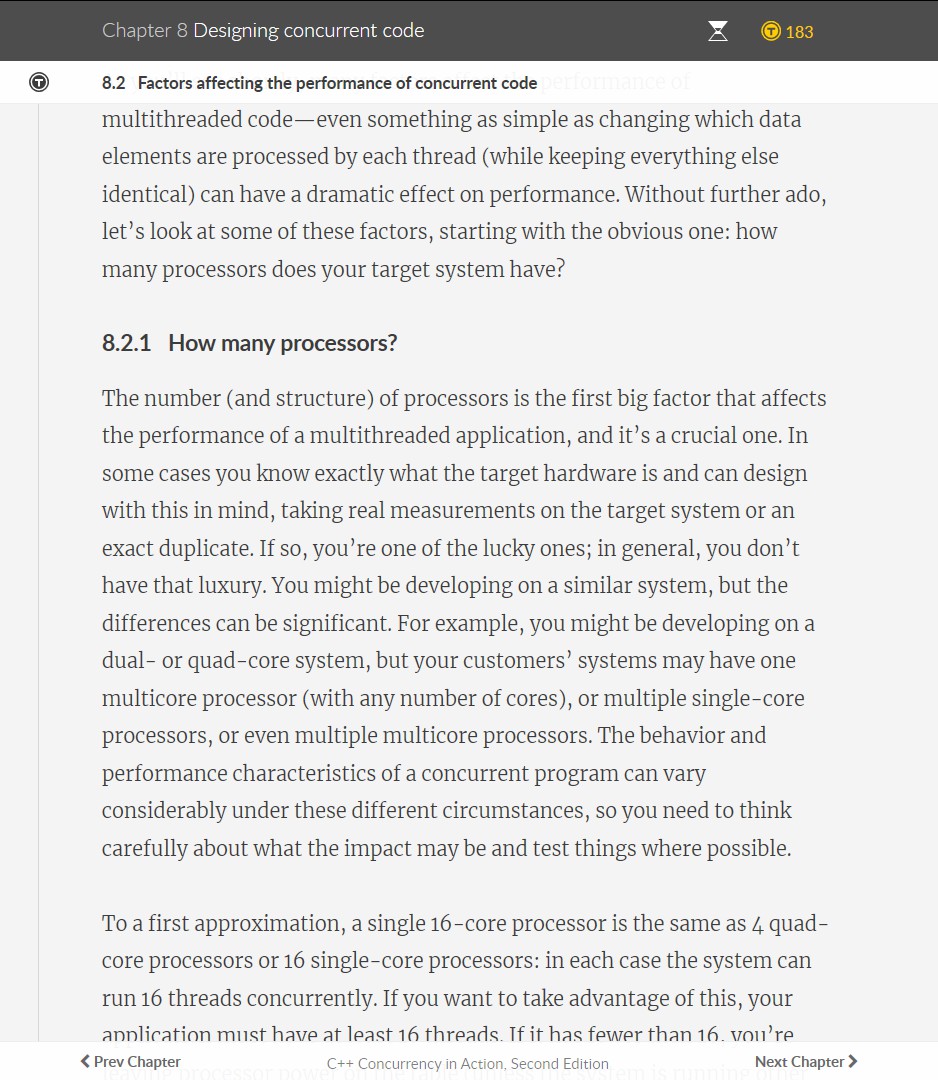 Chapter 8 Designing concurrent code
183
8.2 Factors affecting the performance of concurrent code
performance of
multithreaded code—even something as simple as changing which data
elements are processed by each thread (while keeping everything else
identical) can have a dramatic effect on performance. Without further ado,
let’s look at some of these factors, starting with the obvious one: how
many processors does your target system have?
8.2.1 How many processors?
The number (and structure) of processors is the first big factor that affects
the performance of a multithreaded application, and it’s a crucial one. In
some cases you know exactly what the target hardware is and can design
with this in mind, taking real measurements on the target system or an
exact duplicate. If so, you’re one of the lucky ones; in general, you don’t
have that luxury. You might be developing on a similar system, but the
differences can be significant. For example, you might be developing on a
dual- or quad-core system, but your customers’ systems may have one
multicore processor (with any number of cores), or multiple single-core
processors, or even multiple multicore processors. The behavior and
performance characteristics of a concurrent program can vary
considerably under these different circumstances, so you need to think
carefully about what the impact may be and test things where possible.
To a first approximation, a single 16-core processor is the same as 4 quad-
core processors or 16 single-core processors: in each case the system can
run 16 threads concurrently. If you want to take advantage of this, your
application must have at least 16 threads. If it has fewer than 16, you’re
Prev Chapter
C++ Concurrency in Action, Second Edition
Next Chapter
leaving processor power on the table (unless the system is running other